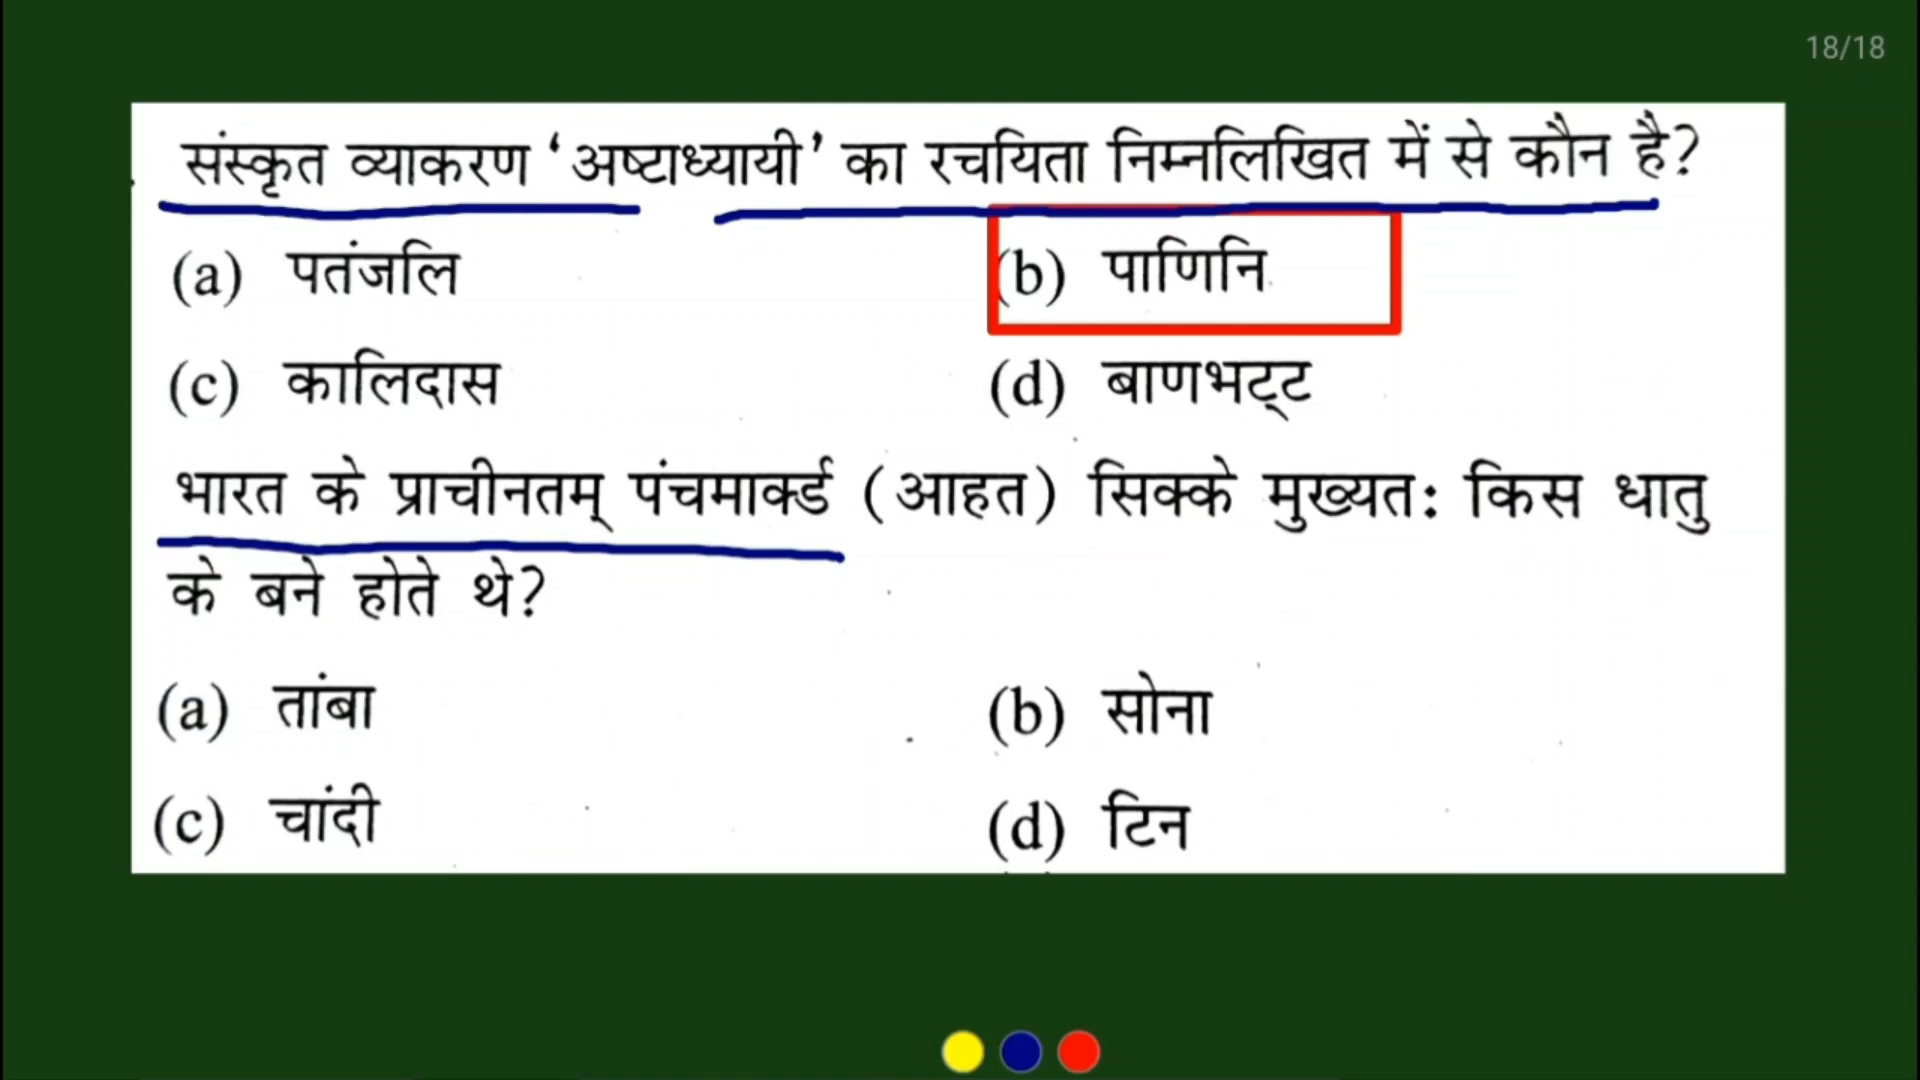 18/18
संस्कृत व्याकरण ‘अष्टाध्यायी’ का रचयिता निम्नलिखित में से कौन है?
(a) पतंजलि (b) पाणिनि
(c) कालिदास (d) बाणभट्‌ट
भारत के प्राचीनतम् पंचमार्क्ड (आहत) सिक्के मुख्यत: किस धातु
के बने होते थे?
(a) तांबा (b) सोना
(c) चांदी (d) टिन